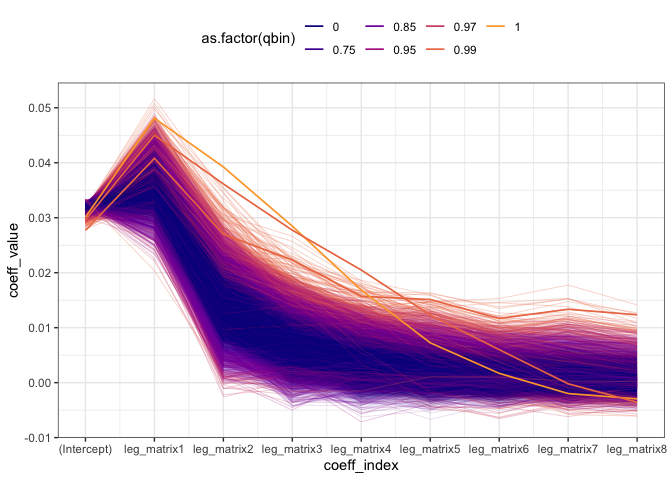 as.factor(qbin)
0 0.85 0.97 1
0.75 0.95 0.99
coeff_value
0.05
0.04
0.03
0.02
0.01
0.00
-0.01
(Intercept) leg_matrix1 leg_matrix2 leg_matrix3 leg_matrix4 leg_matrix5 leg_matrix6 leg_matrix7 leg_matrix8
coeff_index